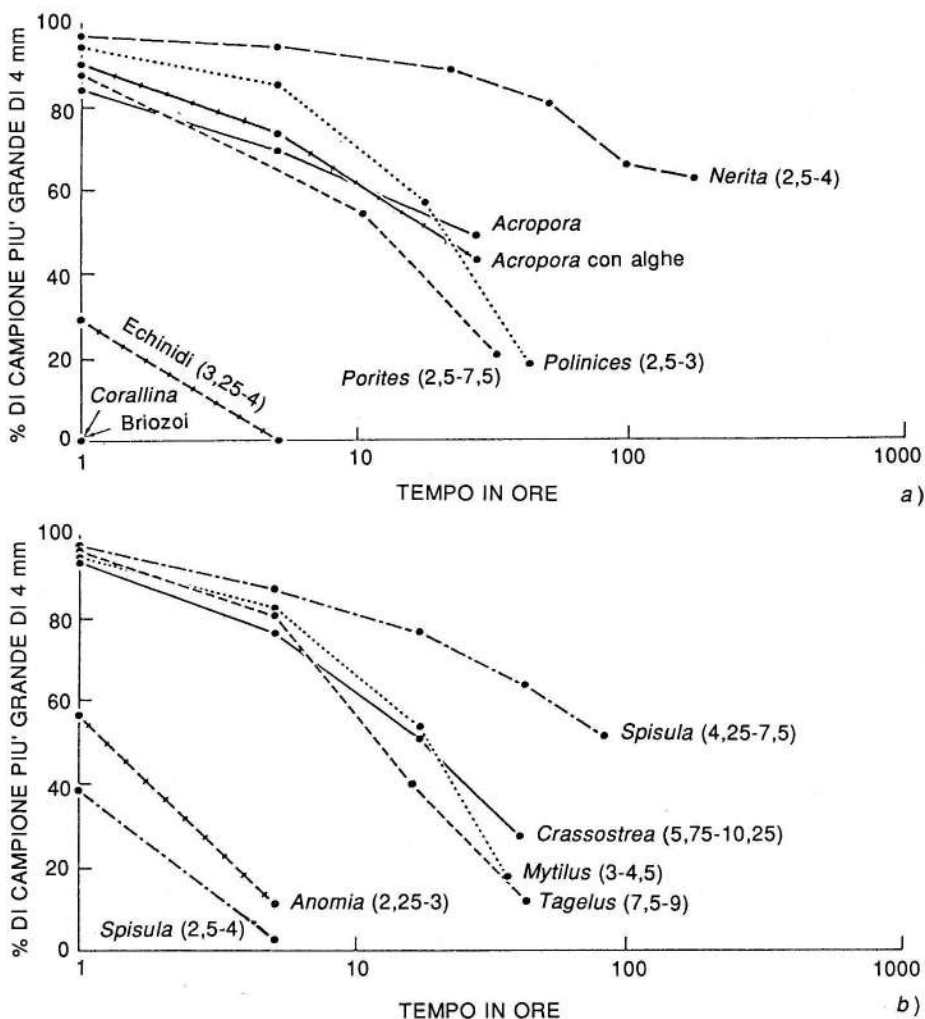 % DI CAMPIONE PIU' GRANDE DI 4 mm
100
80
60
40
20
0
Nerita (2,5-4)
Acropora
Acropora con alghe
Echinidi (3,25-4)
Porites (2,5-7,5)
Polinices (2,5-3)
Corallina
Briozoi
1
10
100
1000
TEMPO IN ORE
a)
% DI CAMPIONE PIU' GRANDE DI 4 mm
100
80
60
40
20
0
Spisula (4,25-7,5)
Crassostrea (5,75-10,25)
Mytilus (3-4,5)
Anomia (2,25-3)
Tagelus (7,5-9)
Spisula (2,5-4)
1
10
100
1000
TEMPO IN ORE
b)